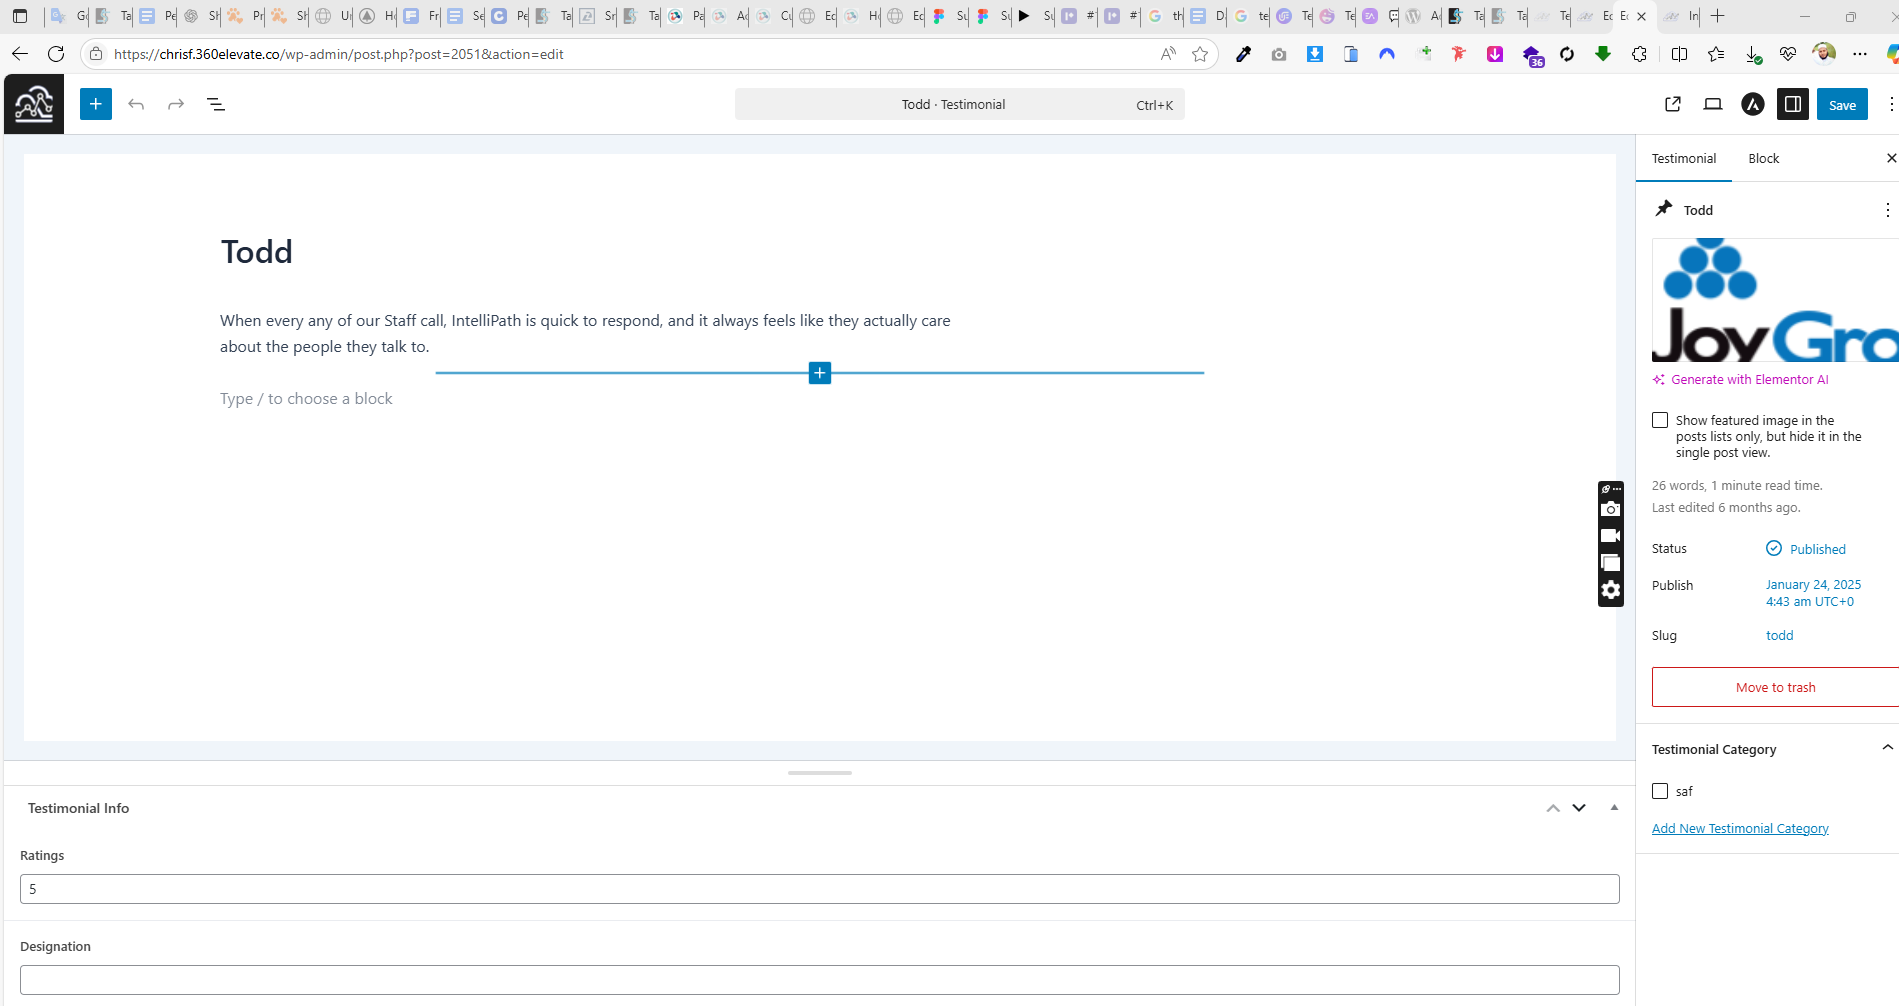 https://chrisf.360elevate.co/wp-admin/post.php?post=2051&action=edit
36
Todd · Testimonial
Ctrl+K
Save
Testimonial
Block
Todd
Todd
When every any of our Staff call, IntelliPath is quick to respond, and it always feels like they actually care
about the people they talk to.
Type / to choose a block
JoyGro
Generate with Elementor AI
Show featured image in the
posts lists only, but hide it in the
single post view.
26 words, 1 minute read time.
Last edited 6 months ago.
Status
Published
Publish
January 24, 2025
4:43 am UTC+0
Slug
todd
Move to trash
Testimonial Category
saf
Add New Testimonial Category
Testimonial Info
Ratings
5
Designation